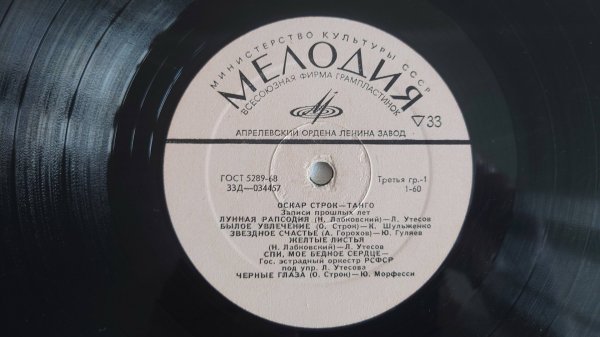 МИНИСТЕРСТВО КУЛЬТУРЫ СССР
МЕЛОДИЯ
ВСЕСОЮЗНАЯ ФИРМА ГРАМПЛАСТИНОК
33
АПРЕЛЕВСКИЙ ОРДЕНА ЛЕНИНА ЗАВОД
ГОСТ 5289-68 Третья гр.-1
33Д—034457 1-60
ОСКАР СТРОК—ТАНГО
Записи прошлых лет
ЛУННАЯ РАПСОДИЯ (Н. Лабковский)—Л. Утесов
БЫЛОЕ УВЛЕЧЕНИЕ (О. Строк)—К. Шульженко
ЗВЕЗДНОЕ СЧАСТЬЕ (А. Горохов)—Ю. Гуляев
ЖЕЛТЫЕ ЛИСТЬЯ
(Н. Лабковский)—Л. Утесов
СПИ, МОЕ БЕДНОЕ СЕРДЦЕ—
Гос. эстрадный оркестр РСФСР
под упр. Л. Утесова
ЧЕРНЫЕ ГЛАЗА (О. Строк)—Ю. Морфесси